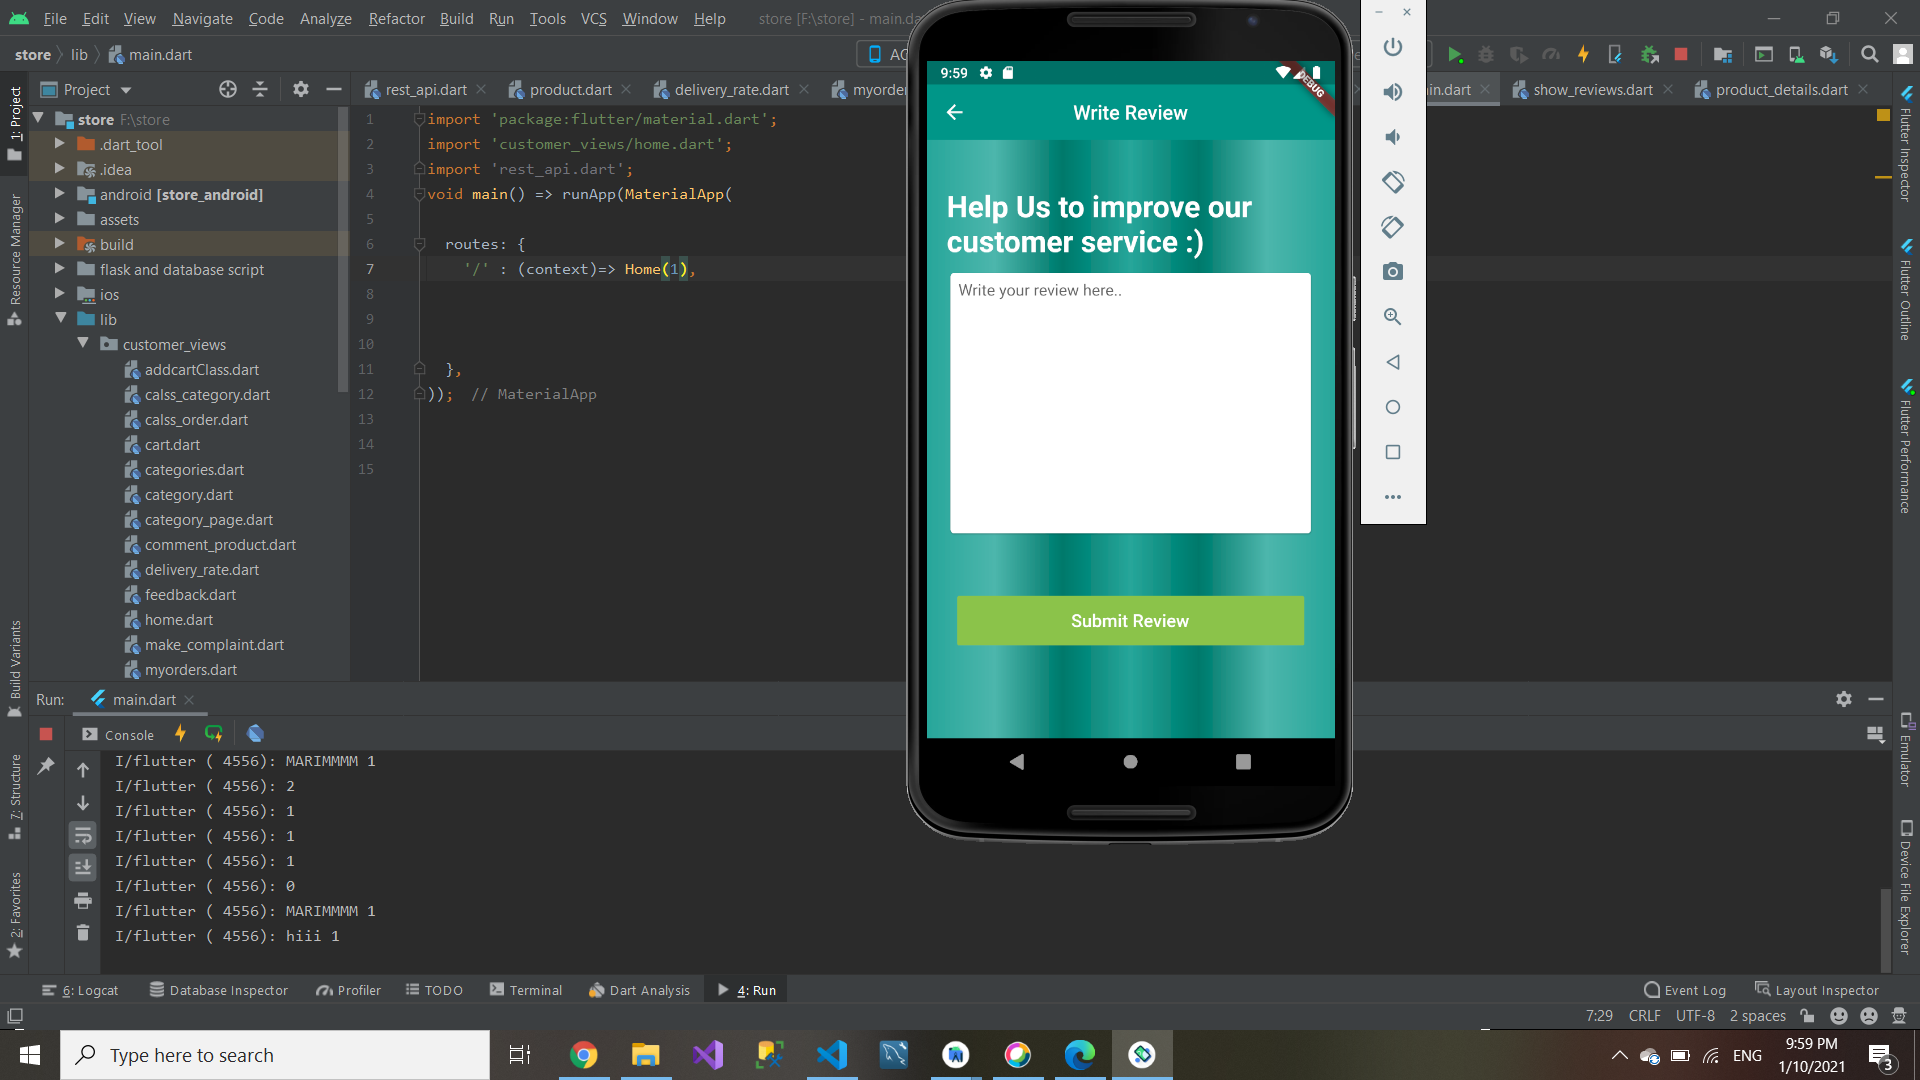 File Edit View Navigate Code Analyze Refactor Build Run Tools VCS Window Help store [F:\store] - main.da
store lib main.dart
Project
rest_api.dart product.dart delivery_rate.dart myorder in.dart show_reviews.dart product_details.dart
store F:\store
.dart_tool
.idea
android [store_android]
assets
build
flask and database script
ios
lib
customer_views
addcartClass.dart
calss_category.dart
calss_order.dart
cart.dart
categories.dart
category.dart
category_page.dart
comment_product.dart
delivery_rate.dart
feedback.dart
home.dart
make_complaint.dart
myorders.dart
1 import 'package:flutter/material.dart';
2 import 'customer_views/home.dart';
3 import 'rest_api.dart';
4 void main() => runApp(MaterialApp(
5
6 routes: {
7 '/' : (context)=> Home(1),
8
9
10
11 },
12 )); // MaterialApp
13
14
15
9:59
DEBUG
Write Review
Help Us to improve our
customer service :)
Write your review here..
Submit Review
1: Project
Resource Manager
Build Variants
7: Structure
2: Favorites
Flutter Inspector
Flutter Outline
Flutter Performance
Emulator
Device File Explorer
Run: main.dart
Console
I/flutter ( 4556): MARIMMMM 1
I/flutter ( 4556): 2
I/flutter ( 4556): 1
I/flutter ( 4556): 1
I/flutter ( 4556): 1
I/flutter ( 4556): 0
I/flutter ( 4556): MARIMMMM 1
I/flutter ( 4556): hiii 1
6: Logcat Database Inspector Profiler TODO Terminal Dart Analysis 4: Run Event Log Layout Inspector
7:29 CRLF UTF-8 2 spaces
Type here to search
ENG
9:59 PM
1/10/2021
3